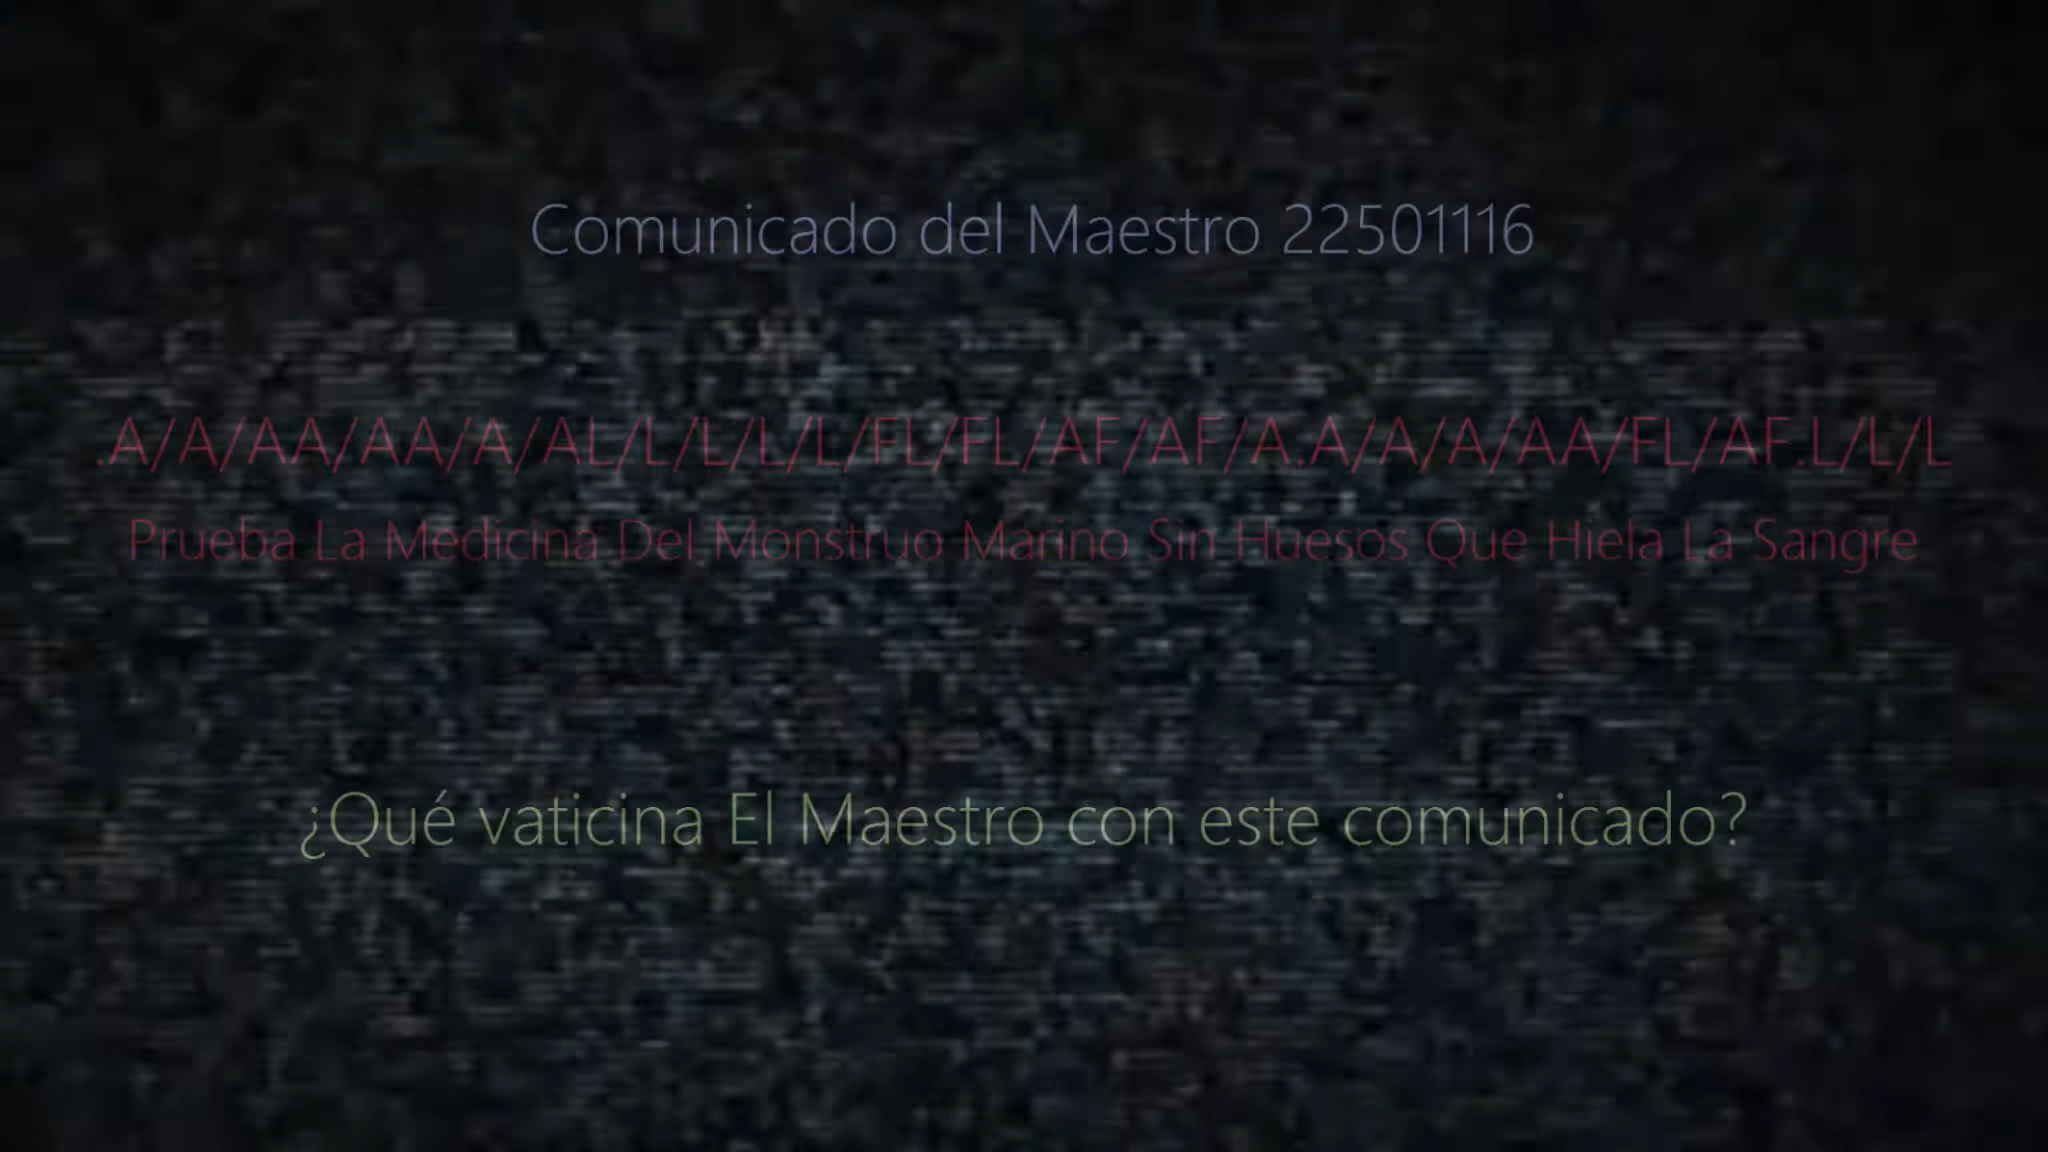 Comunicado del Maestro 22501116
.A/A/AA/AA/A/AL/L/L/L/L/FL/FL/AF/AF/A.A/A/A/AA/FL/AF.L/L/L
Prueba La Medicina Del Monstruo Marino Sin Huesos Que Hiela La Sangre
¿Qué vaticina El Maestro con este comunicado?